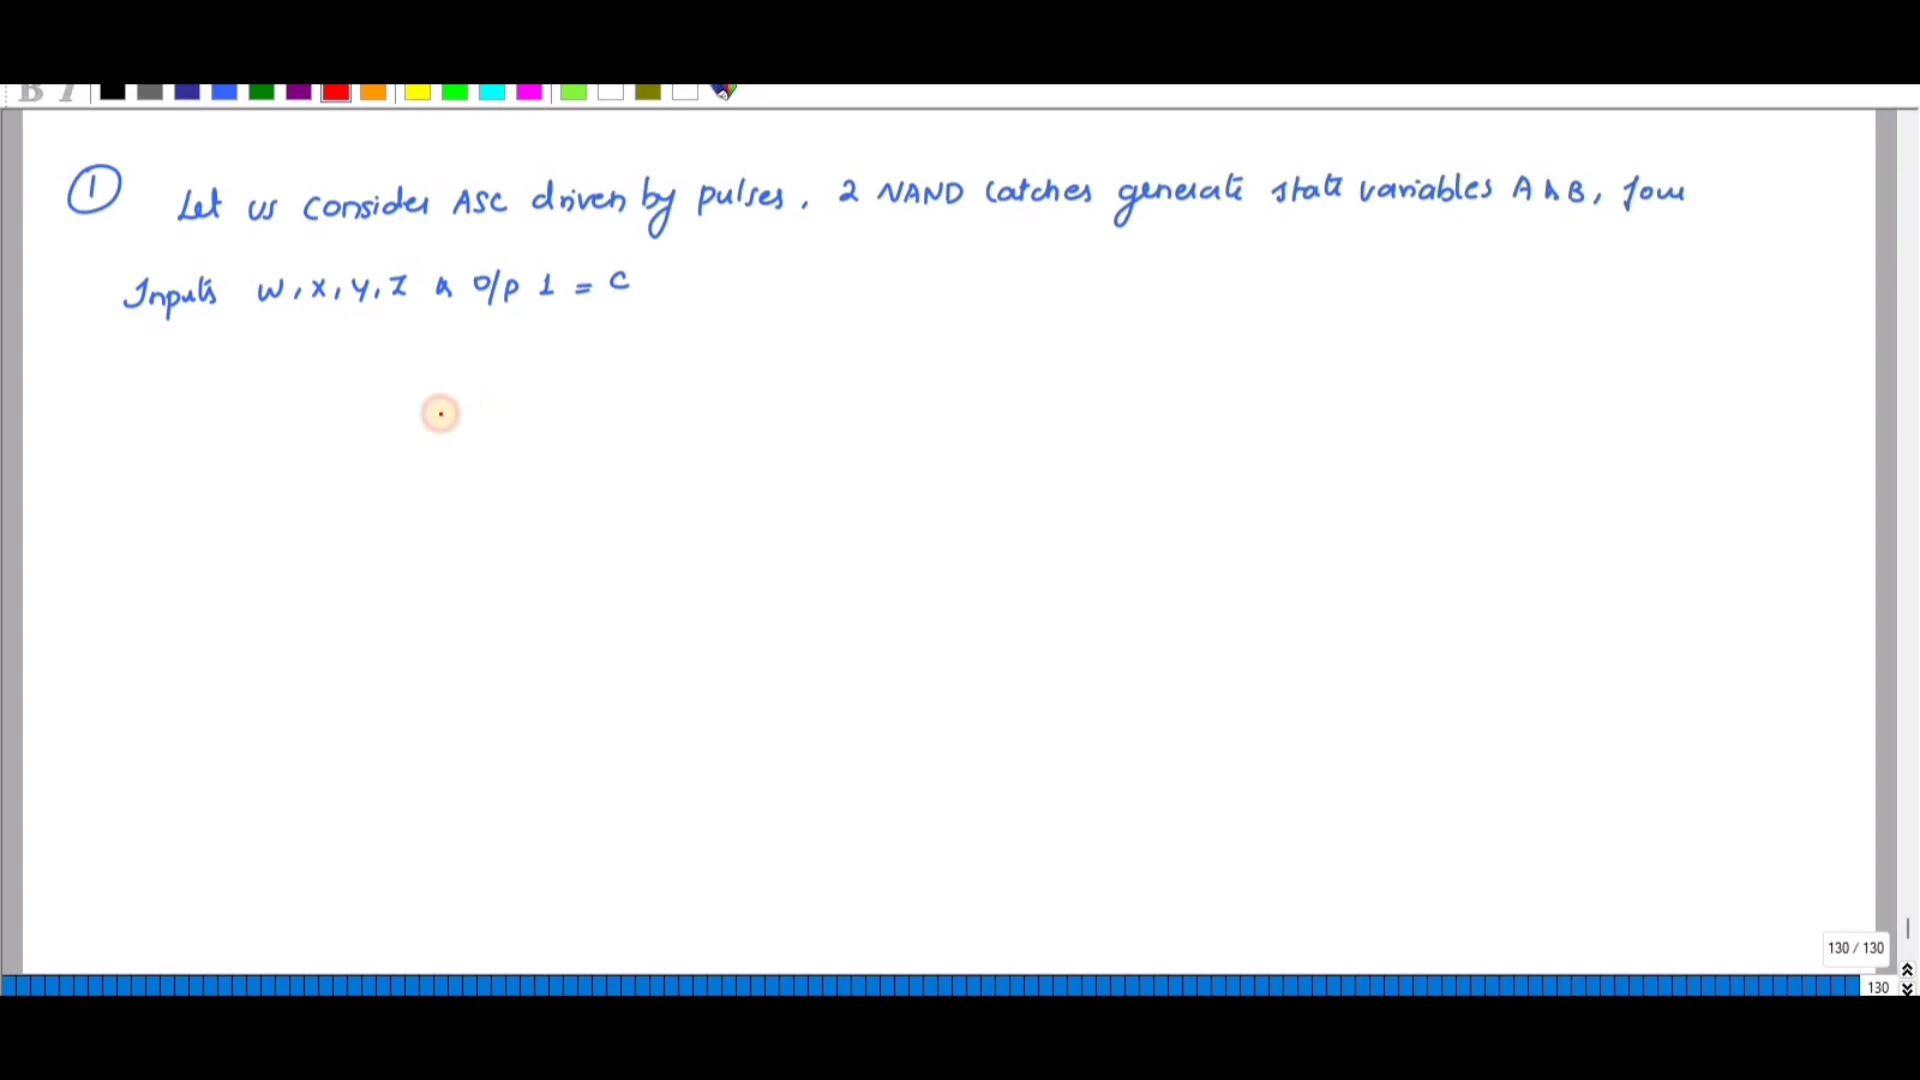 B I
① Let us consider ASC driven by pulses, 2 NAND Latches generate state variables A & B, four
Inputs W, X, Y, Z & O/P 1 = C
130 / 130
130